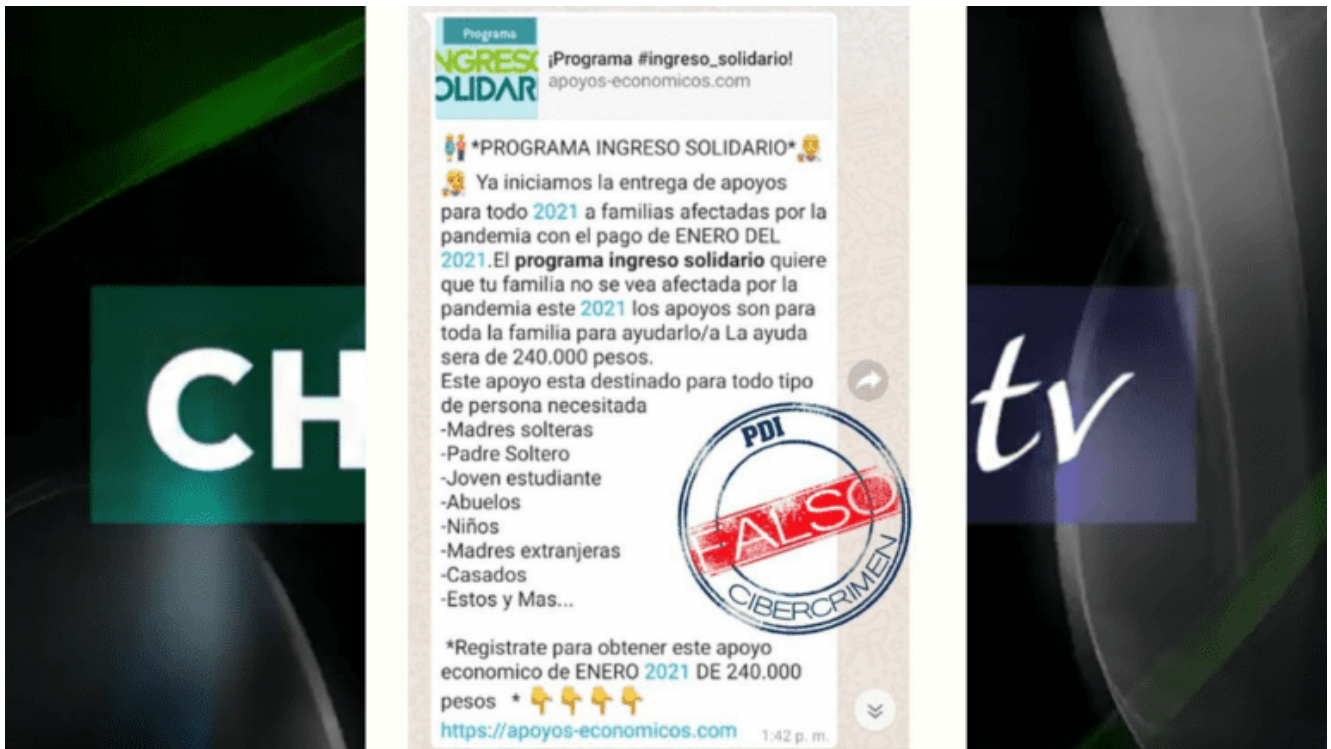 Programa
NGRESO
OLIDAR
¡Programa #ingreso_solidario!
apoyos-economicos.com
*PROGRAMA INGRESO SOLIDARIO*
Ya iniciamos la entrega de apoyos
para todo 2021 a familias afectadas por la
pandemia con el pago de ENERO DEL
2021.El programa ingreso solidario quiere
que tu familia no se vea afectada por la
pandemia este 2021 los apoyos son para
toda la familia para ayudarlo/a La ayuda
sera de 240.000 pesos.
Este apoyo esta destinado para todo tipo
de persona necesitada
-Madres solteras
-Padre Soltero
-Joven estudiante
-Abuelos
-Niños
-Madres extranjeras
-Casados
-Estos y Mas...
*Registrate para obtener este apoyo
economico de ENERO 2021 DE 240.000
pesos *
https://apoyos-economicos.com
1:42 p. m.
PDI
FALSO
CIBERCRIMEN
CH
tv